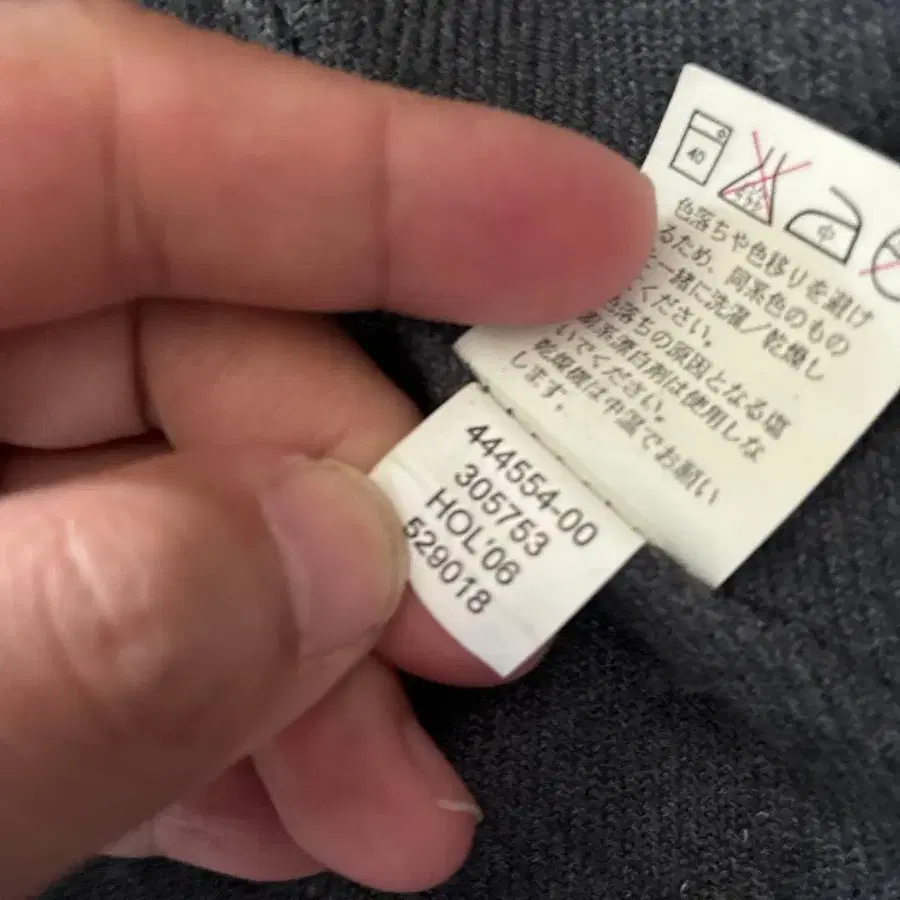 40
中
色落ちや色移りを避け
るため、同系色のもの
と一緒に洗濯／乾燥し
ください。
色落ちの原因となる塩
素系漂白剤は使用しな
いでください。
乾燥機は中温でお願い
します。
444554-00
305753
HOL'06
529018